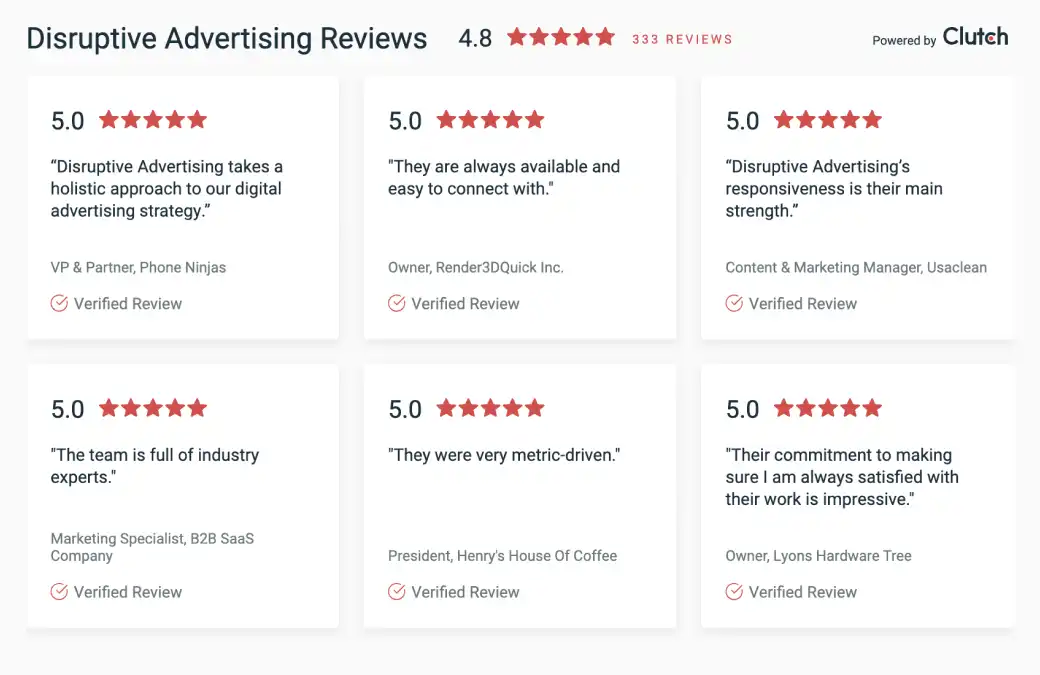 Disruptive Advertising Reviews 4.8 333 REVIEWS Powered by Clutch
5.0
“Disruptive Advertising takes a
holistic approach to our digital
advertising strategy.”
VP & Partner, Phone Ninjas
Verified Review
5.0
"They are always available and
easy to connect with."
Owner, Render3DQuick Inc.
Verified Review
5.0
“Disruptive Advertising’s
responsiveness is their main
strength.”
Content & Marketing Manager, Usaclean
Verified Review
5.0
"The team is full of industry
experts."
Marketing Specialist, B2B SaaS
Company
Verified Review
5.0
"They were very metric-driven."
President, Henry's House Of Coffee
Verified Review
5.0
"Their commitment to making
sure I am always satisfied with
their work is impressive."
Owner, Lyons Hardware Tree
Verified Review